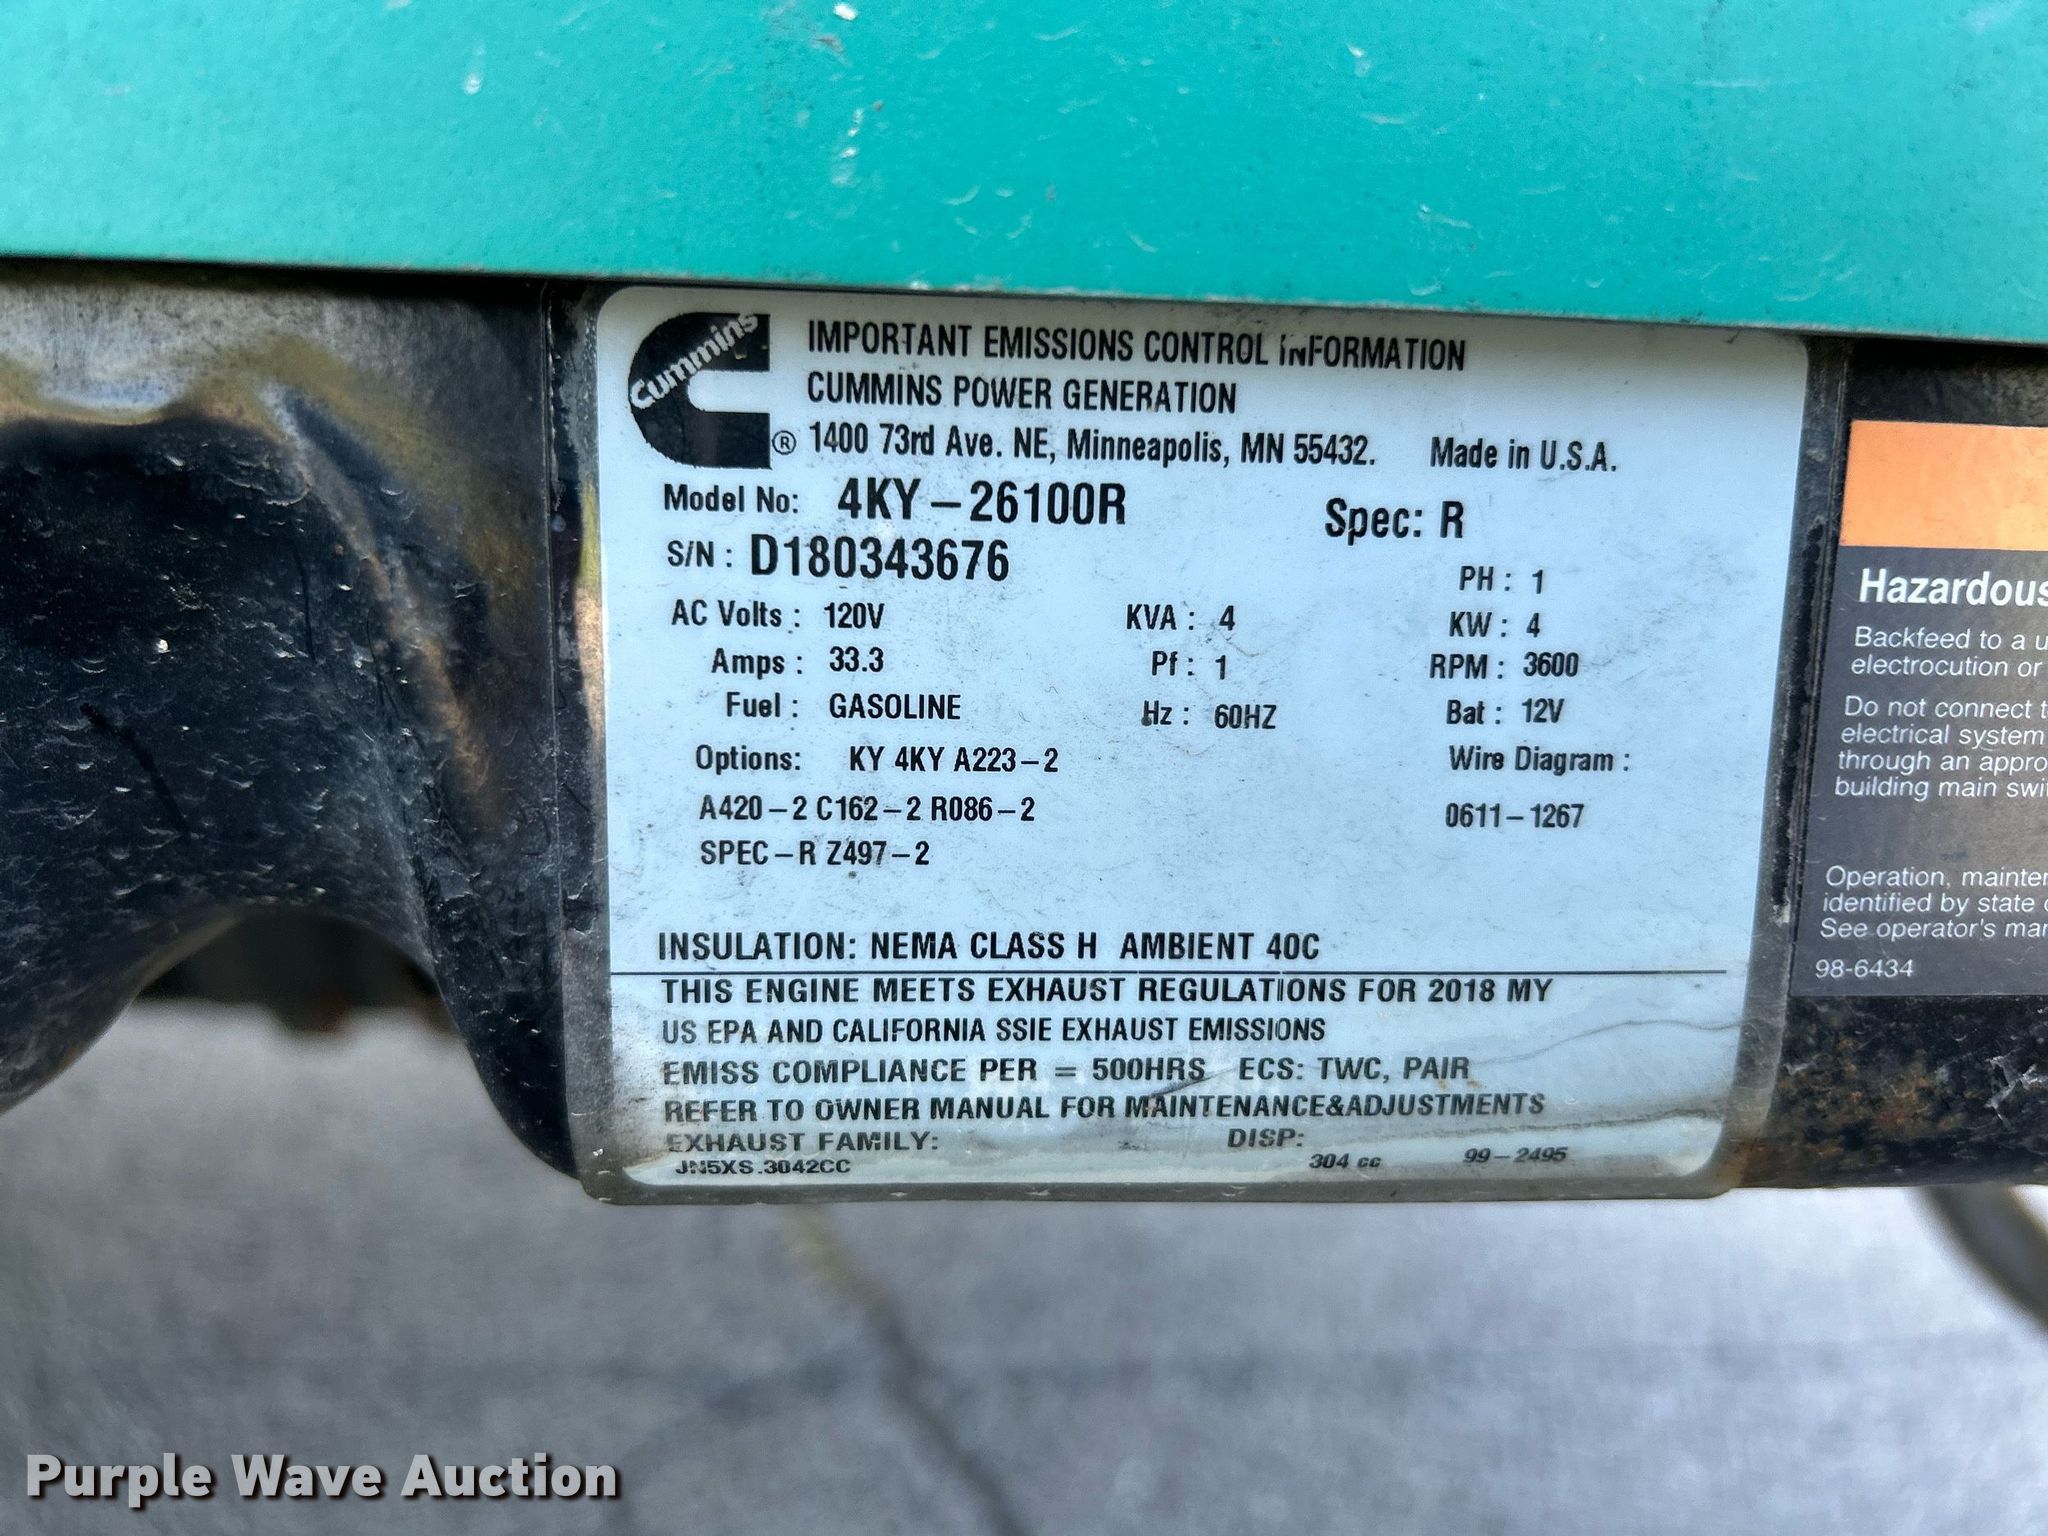 Cummins
®
IMPORTANT EMISSIONS CONTROL INFORMATION
CUMMINS POWER GENERATION
1400 73rd Ave. NE, Minneapolis, MN 55432. Made in U.S.A.
Model No: 4KY-26100R Spec: R
S/N: D180343676
PH: 1
AC Volts: 120V KVA: 4 KW: 4
Amps: 33.3 Pf: 1 RPM: 3600
Fuel: GASOLINE Hz: 60HZ Bat: 12V
Options: KY 4KY A223-2 Wire Diagram:
A420-2 C162-2 R086-2 0611-1267
SPEC-R Z497-2
INSULATION: NEMA CLASS H AMBIENT 40C
THIS ENGINE MEETS EXHAUST REGULATIONS FOR 2018 MY
US EPA AND CALIFORNIA SSIE EXHAUST EMISSIONS
EMISS COMPLIANCE PER = 500HRS ECS: TWC, PAIR
REFER TO OWNER MANUAL FOR MAINTENANCE&ADJUSTMENTS
EXHAUST FAMILY: DISP:
JN5XS.3042CC 304 cc 99-2495
Hazardous
Backfeed to a
electrocution or
Do not connect
electrical system
through an
building main
Operation,
identified by state
See operator's
98-6434
Purple Wave Auction